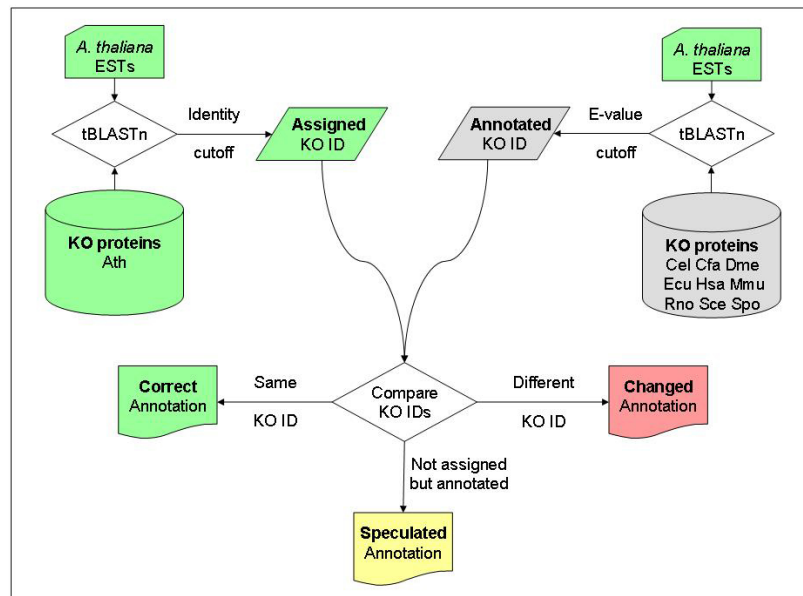 A. thaliana
ESTs
tBLASTn
Identity
cutoff
Assigned
KO ID
KO proteins
Ath
A. thaliana
ESTs
tBLASTn
E-value
cutoff
Annotated
KO ID
KO proteins
Cel Cfa Dme
Ecu Hsa Mmu
Rno Sce Spo
Compare
KO IDs
Same
KO ID
Correct
Annotation
Different
KO ID
Changed
Annotation
Not assigned
but annotated
Speculated
Annotation